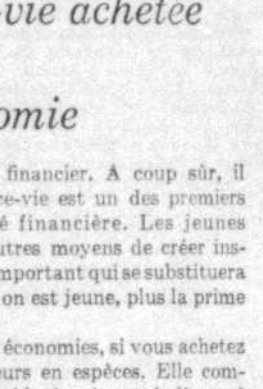 -vie achetée
omie
financier. A coup sûr, il
ce-vie est un des premiers
é financière. Les jeunes
utres moyens de créer ins-
mportant qui se substituera
on est jeune, plus la prime
économies, si vous achetez
eurs en espèces. Elle com-